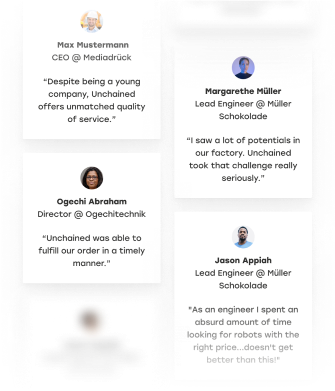 Max Mustermann
CEO @ Mediadrück
“Despite being a young
company, Unchained
offers unmatched quality
of service.”
Ogechi Abraham
Director @ Ogechitechnik
“Unchained was able to
fulfill our order in a timely
manner.”
Margarethe Müller
Lead Engineer @ Müller
Schokolade
“I saw a lot of potentials in
our factory. Unchained
took that challenge really
seriously.”
Jason Appiah
Lead Engineer @ Müller
Schokolade
“As an engineer I spent an
absurd amount of time
looking for robots with the
right price...doesn't get
better than this!”